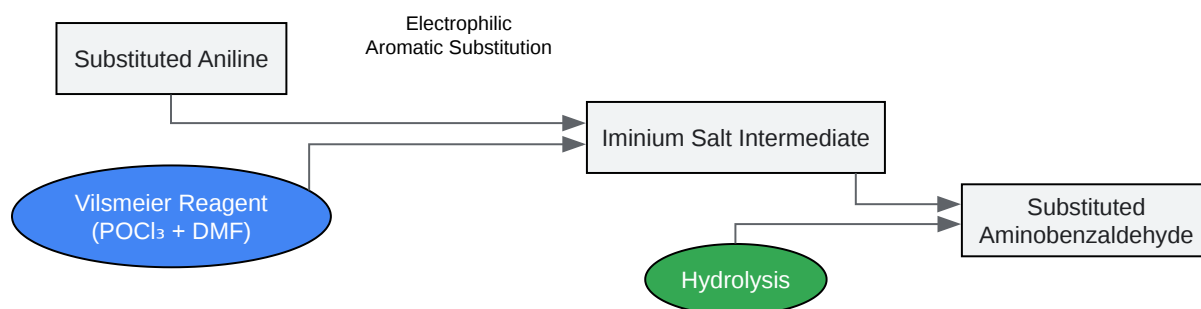 Electrophilic
Aromatic Substitution
Substituted Aniline
Iminium Salt Intermediate
Vilsmeier Reagent
(POCl₃ + DMF)
Substituted
Aminobenzaldehyde
Hydrolysis